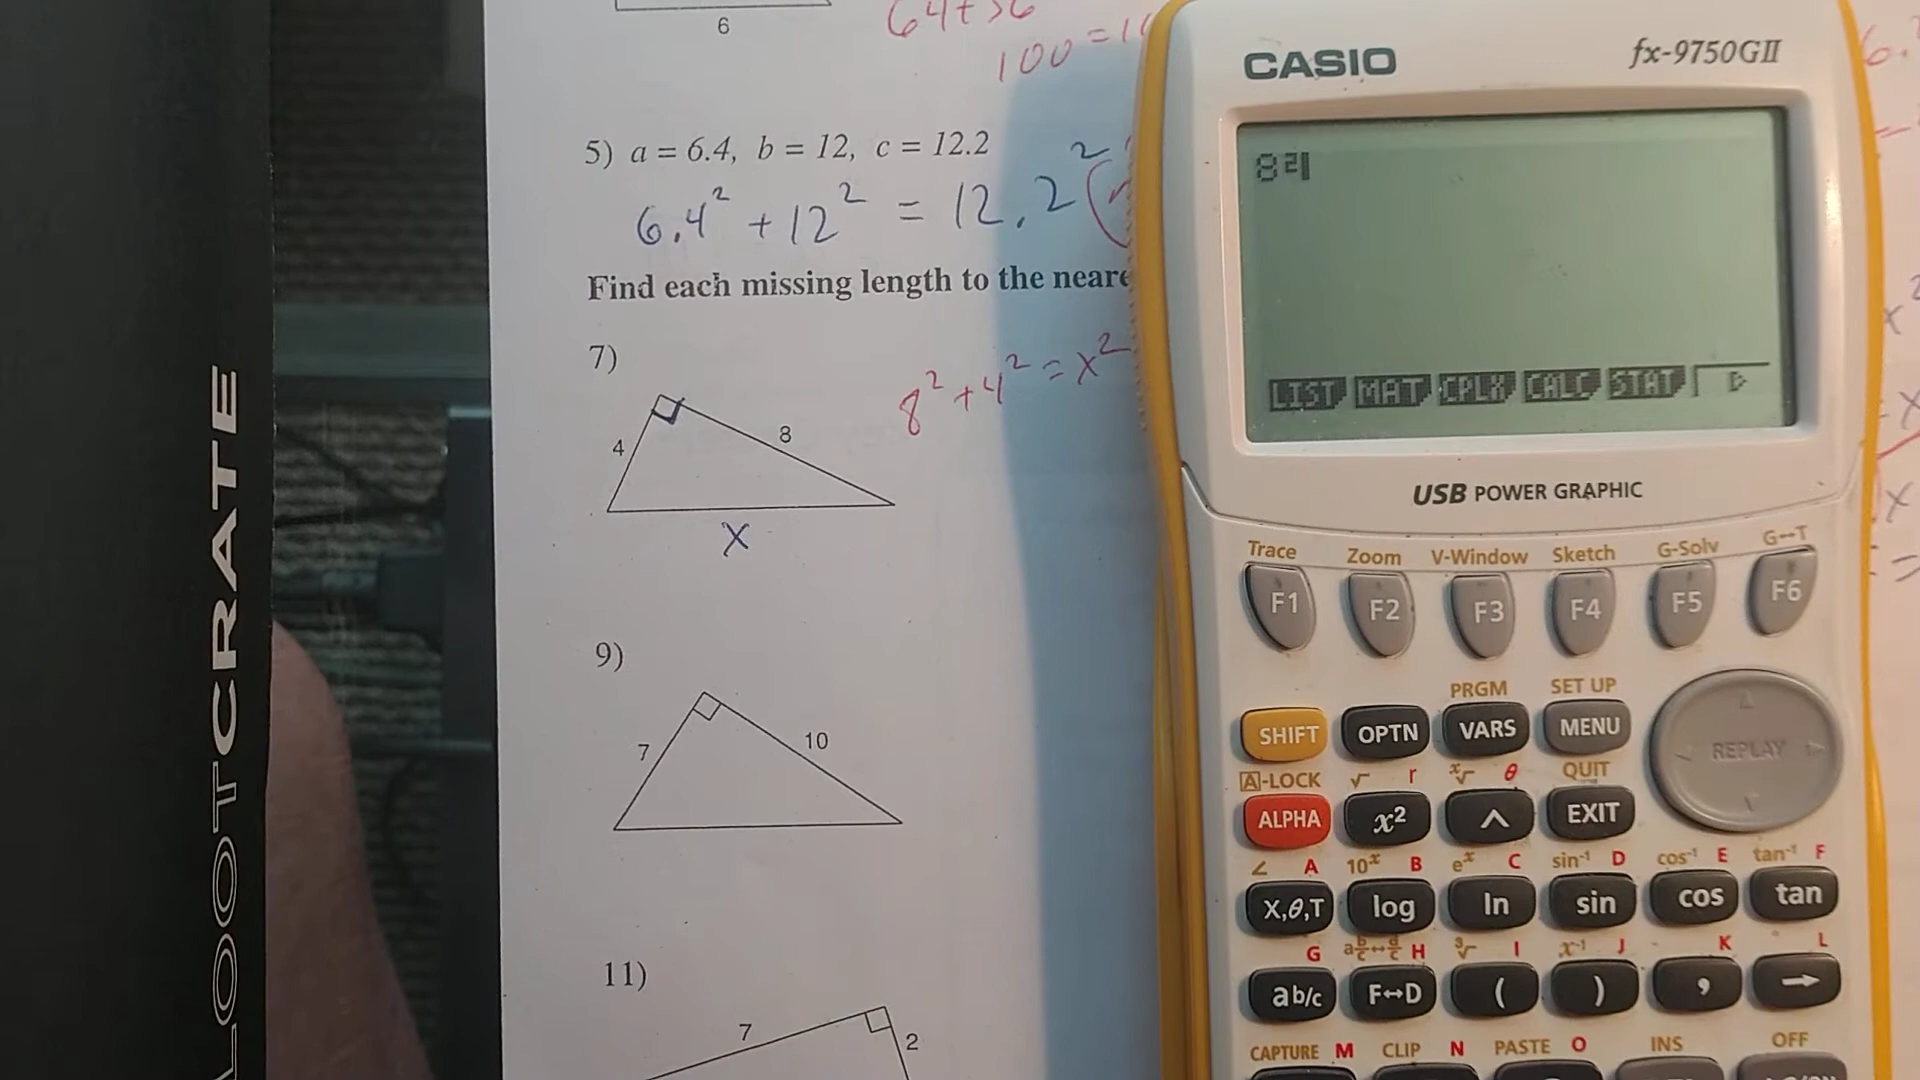 6
64+36
100 = 1
5) a = 6.4, b = 12, c = 12.2
6.4² + 12² = 12.2²
Find each missing length to the
7)
4
8
x
8² + 4² = x²
9)
7
10
11)
7
2
LOOTCRATE
CASIO
fx-9750GII
8²
LIST MAT CPLX CALC STAT ▷
USB POWER GRAPHIC
Trace Zoom V-Window Sketch G-Solv G↔T
F1 F2 F3 F4 F5 F6
PRGM SET UP
SHIFT OPTN VARS MENU
REPLAY
A-LOCK √ r ˣ√ θ QUIT
ALPHA x² ^ EXIT
∠ A 10ˣ B eˣ C sin⁻¹ D cos⁻¹ E tan⁻¹ F
X,θ,T log ln sin cos tan
G a b/c↔d/c H ³√ I x⁻¹ J K L
ab/c F↔D ( ) , →
CAPTURE M CLIP N PASTE O INS OFF